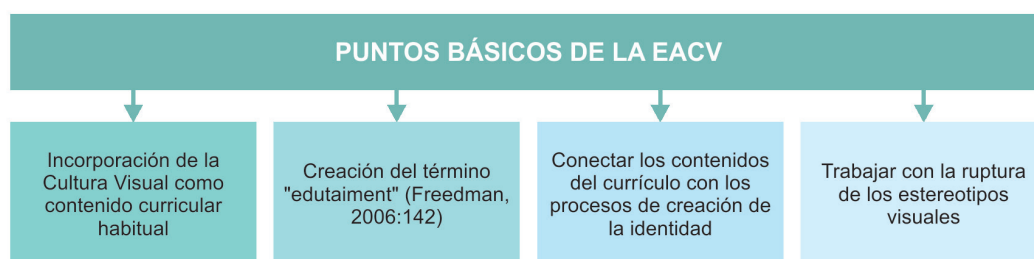 PUNTOS BÁSICOS DE LA EACV
Incorporación de la
Cultura Visual como
contenido curricular
habitual
Creación del término
"edutaiment" (Freedman,
2006:142)
Conectar los contenidos
del currículo con los
procesos de creación de
la identidad
Trabajar con la ruptura
de los estereotipos
visuales